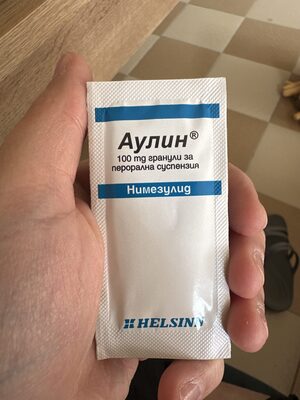 Аулин®
100 mg гранули за
перорална суспензия
Нимезулид
HELSINN